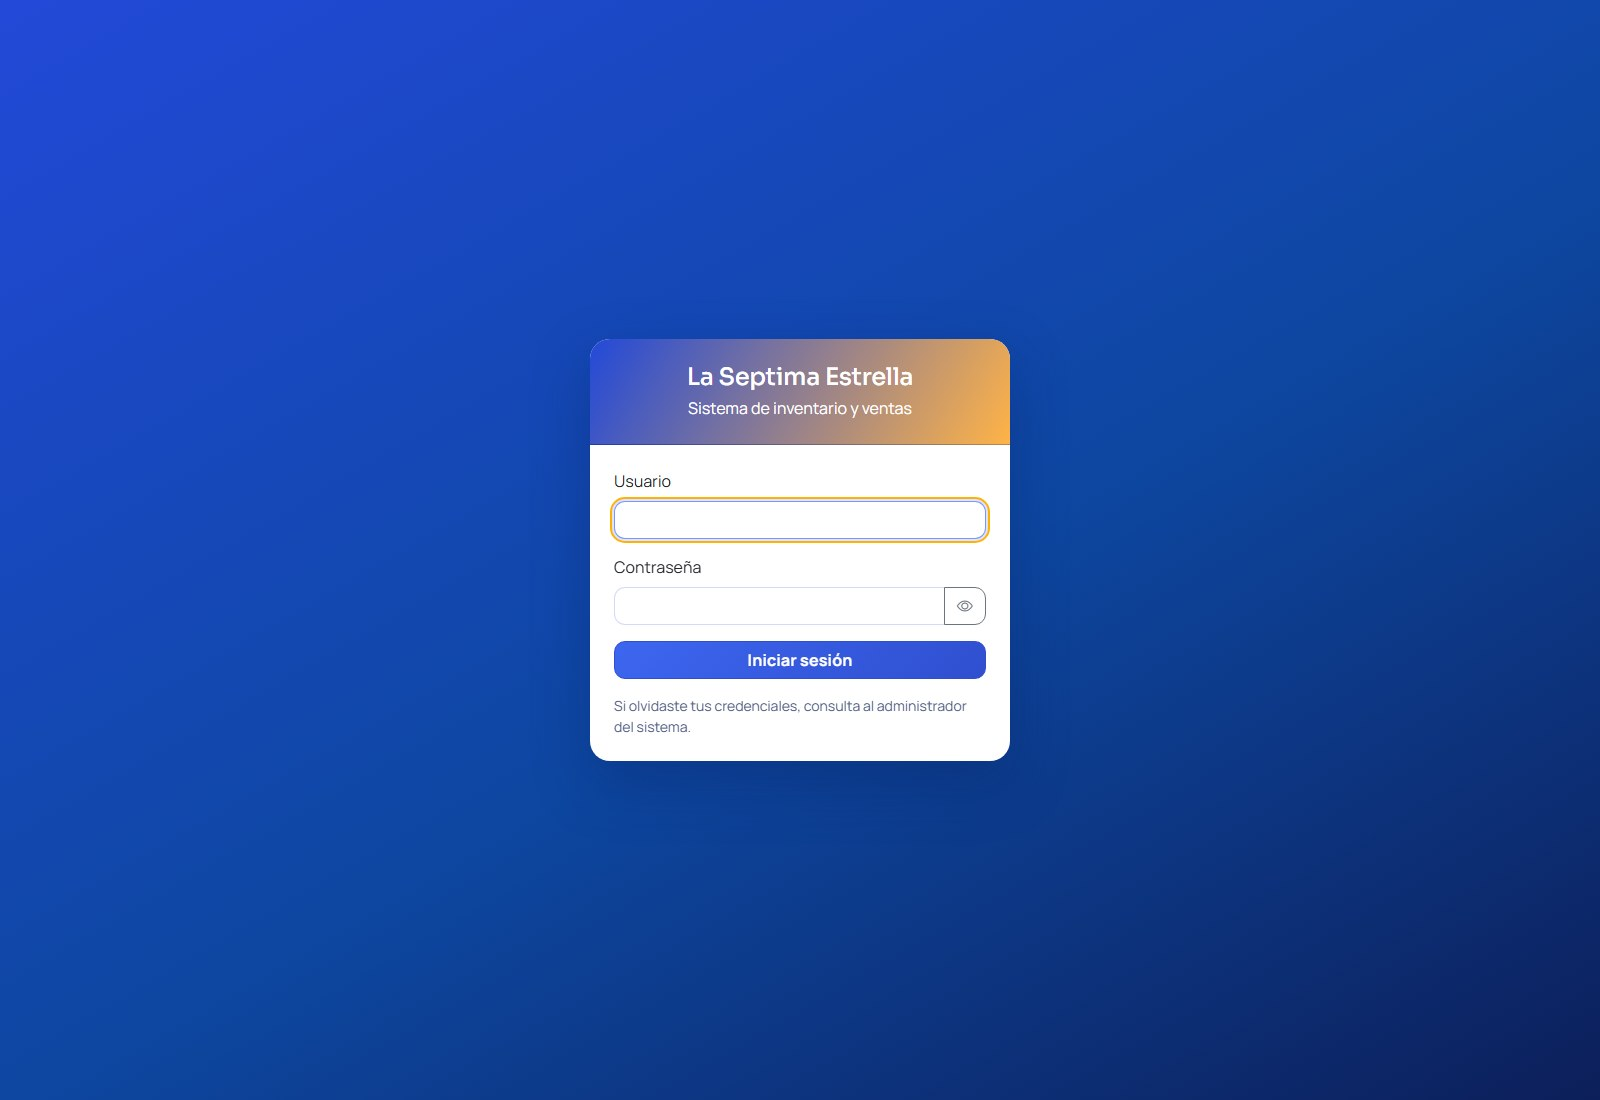 La Septima Estrella
Sistema de inventario y ventas
Usuario
Contraseña
Iniciar sesión
Si olvidaste tus credenciales, consulta al administrador
del sistema.